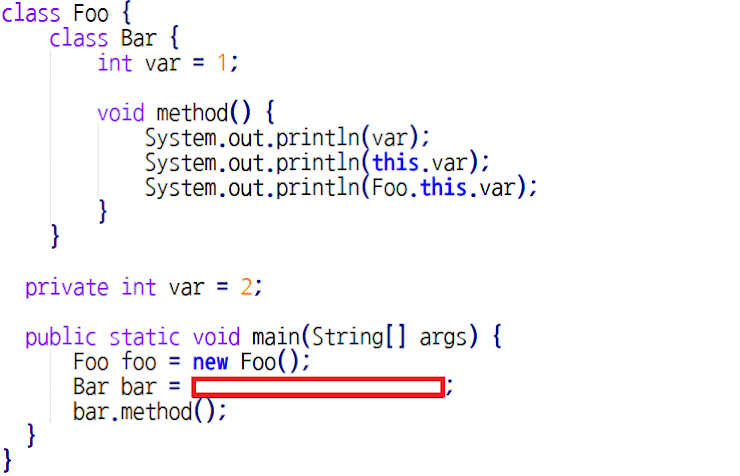 class Foo {
class Bar {
int var = 1;
void method() {
System.out.println(var);
System.out.println(this.var);
System.out.println(Foo.this.var);
}
}
private int var = 2;
public static void main(String[] args) {
Foo foo = new Foo();
Bar bar = ;
bar.method();
}
}